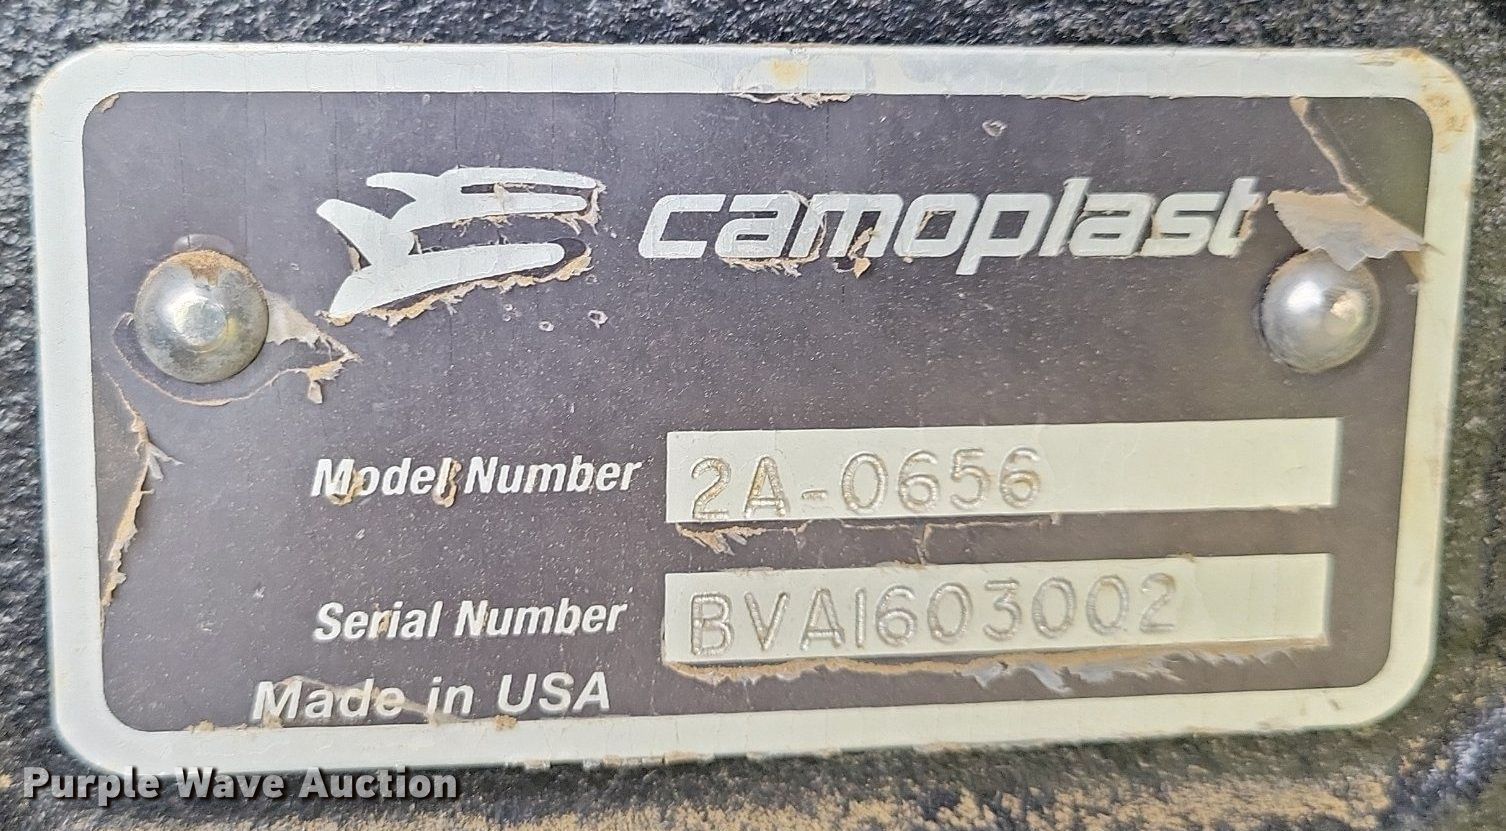 camoplast
Model Number 2A-0656
Serial Number BVA1603002
Made in USA
Purple Wave Auction